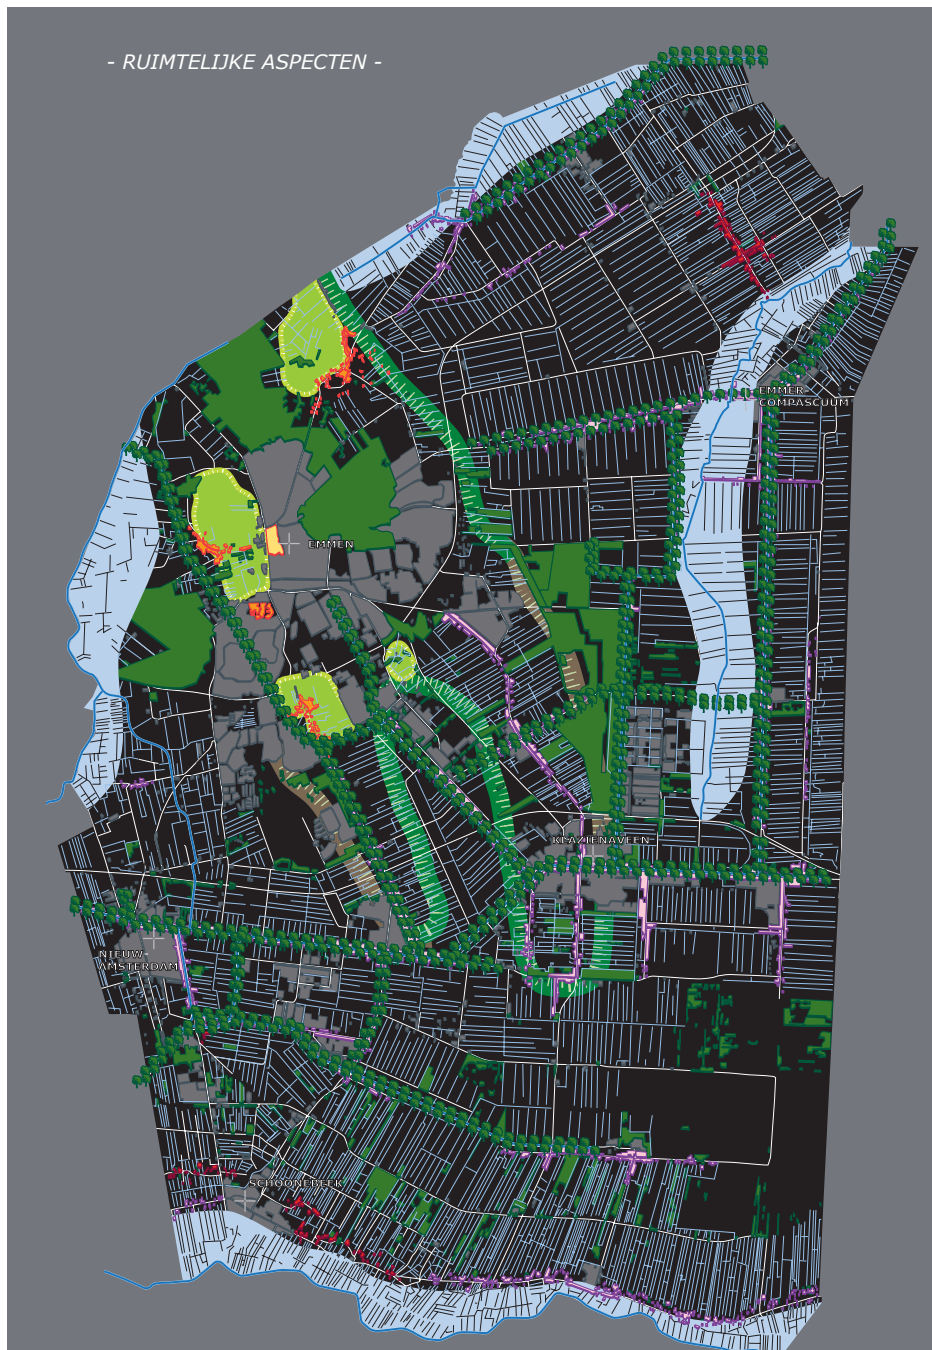 - RUIMTELIJKE ASPECTEN -
EMMER-
COMPASCUUM
EMMEN
KLAZIENAVEEN
NIEUW-
AMSTERDAM
SCHOONEBEEK